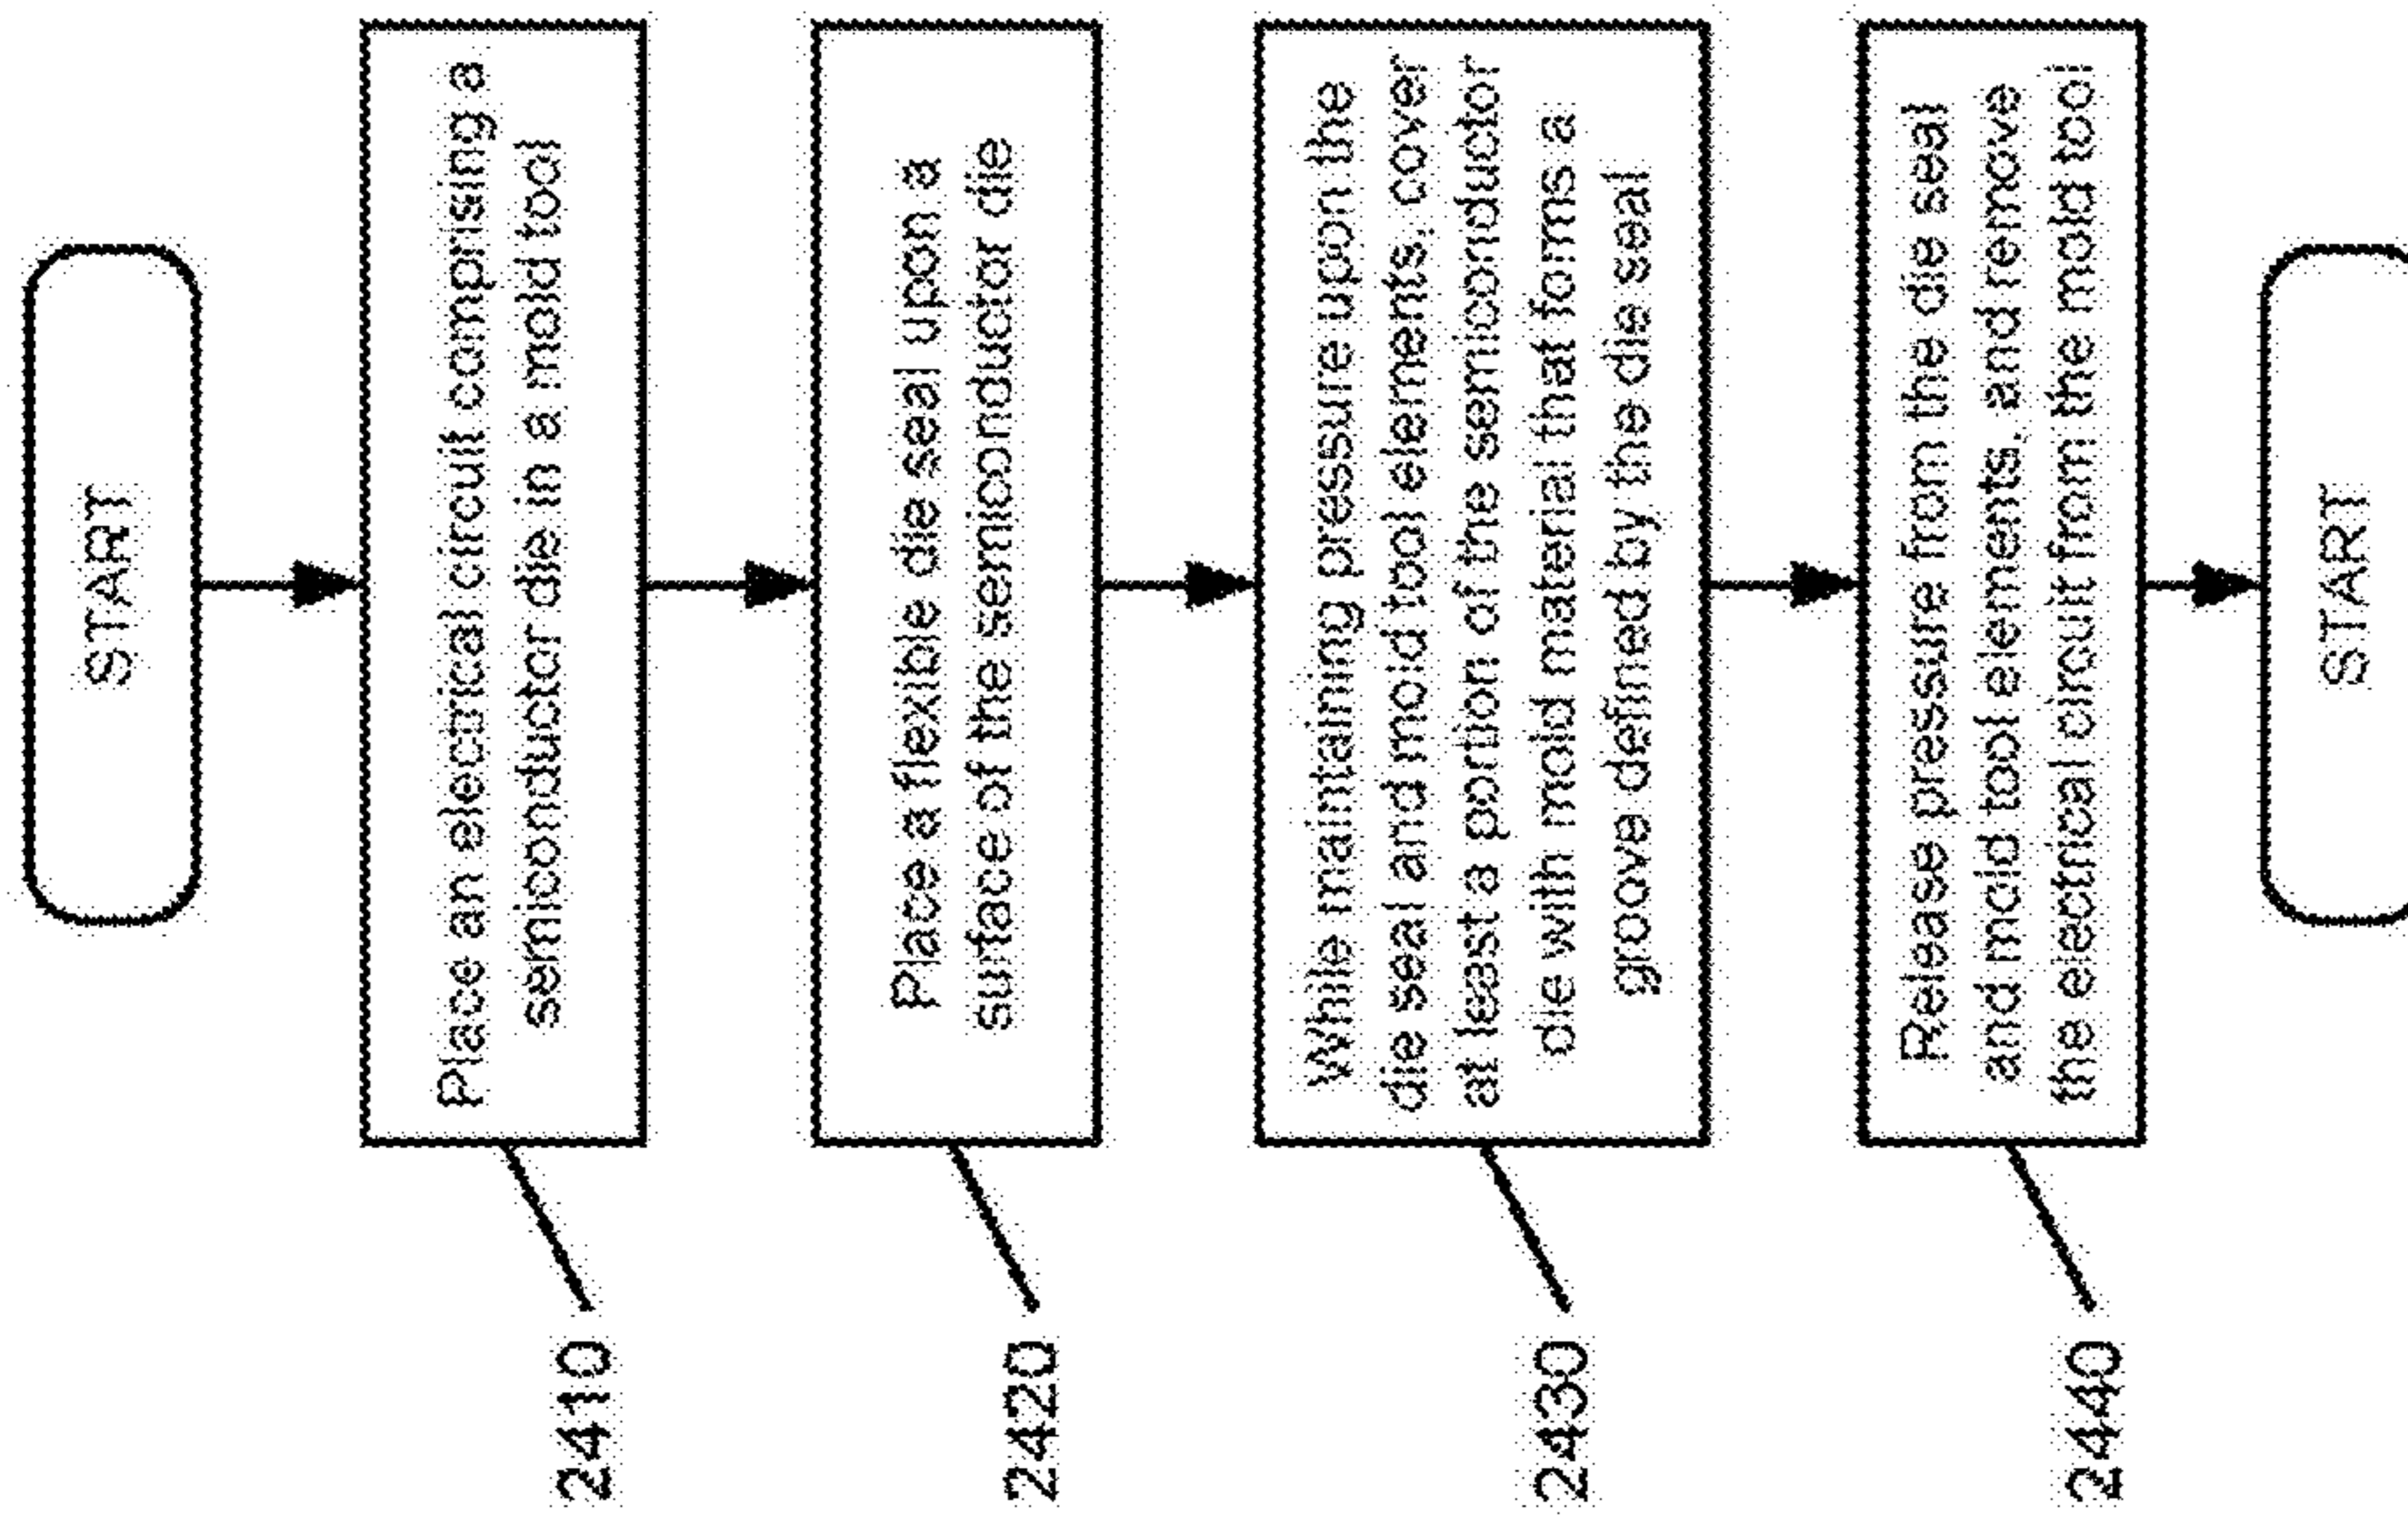 START
2410
Place an electrical circuit comprising a
semiconductor die in a mold tool
2420
Place a flexible die seal upon a
surface of the semiconductor die
2430
While maintaining pressure upon the
die seal and mold tool elements, cover
at least a portion of the semiconductor
die with mold material that forms a
groove defined by the die seal
2440
Release pressure from the die seal
and mold tool elements, and remove
the electrical circuit from the mold tool
START